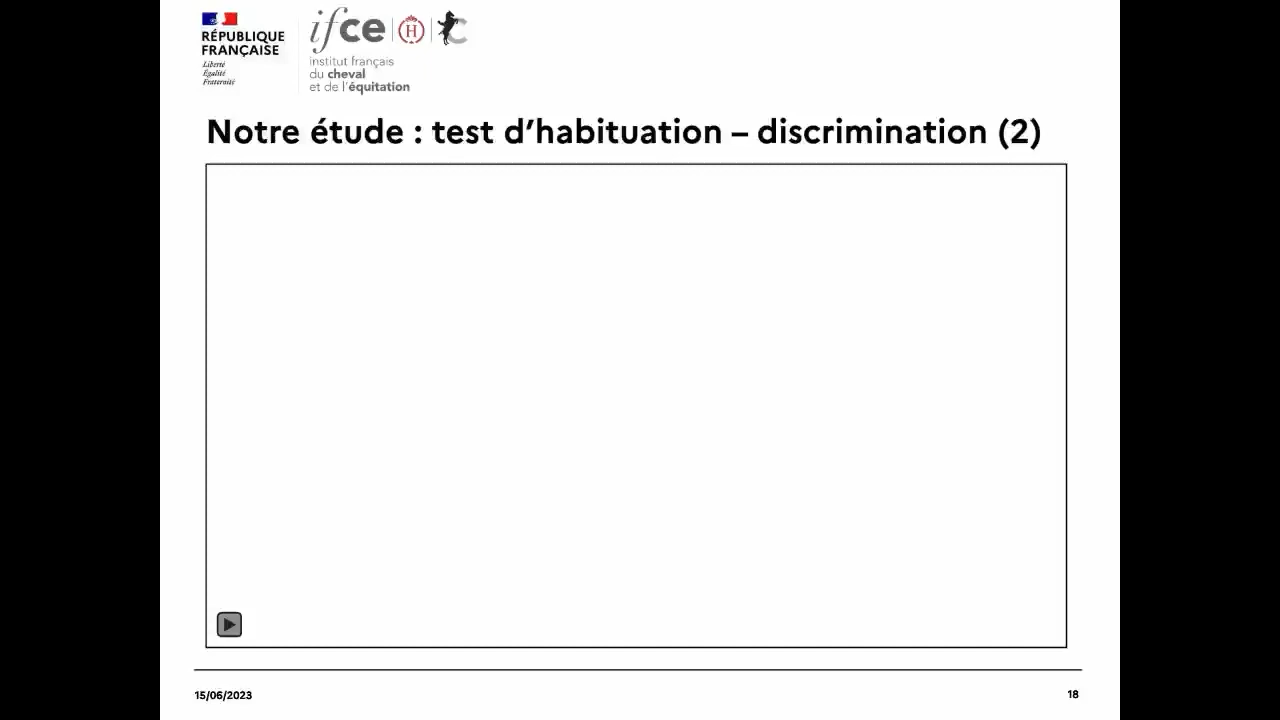 RÉPUBLIQUE
FRANÇAISE
Liberté
Égalité
Fraternité
ifce
H
C
institut français
du cheval
et de l'équitation
Notre étude : test d’habituation – discrimination (2)
15/06/2023
18